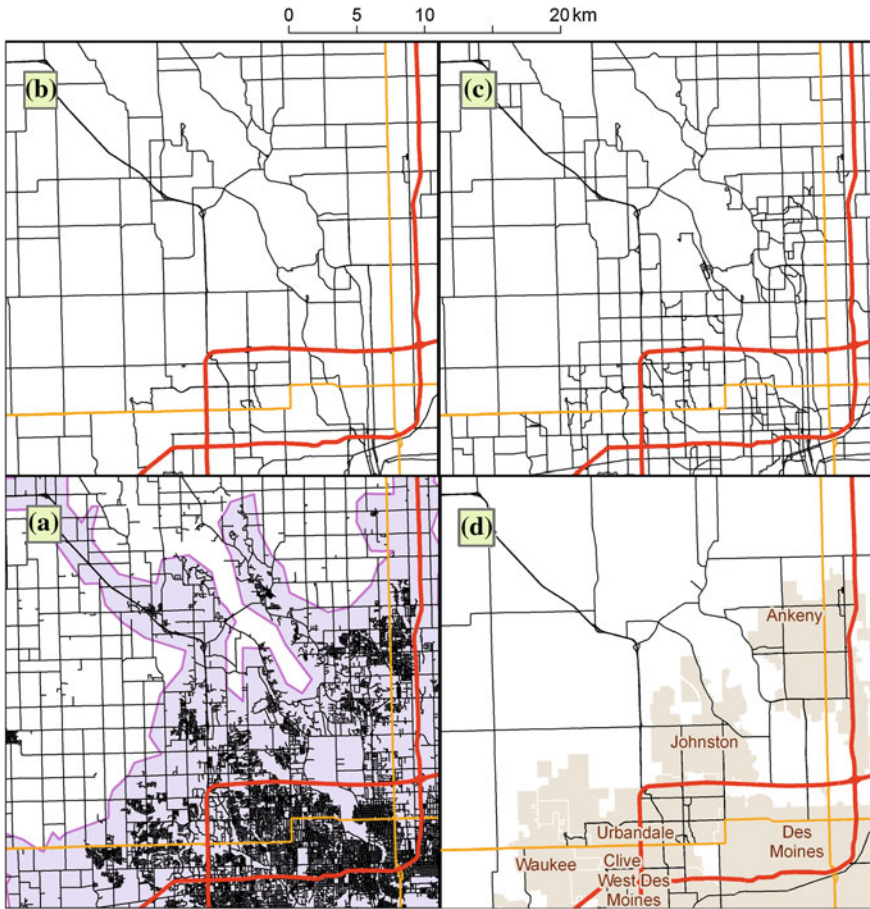 0 5 10 20 km
(b)
(c)
(a)
(d)
Ankeny
Johnston
Urbandale
Des
Moines
Waukee
Clive
West Des
Moines